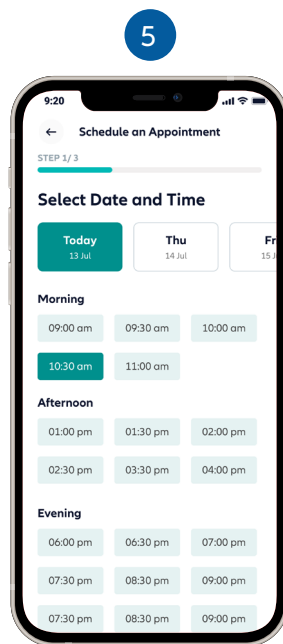 5
9:20
Schedule an Appointment
STEP 1/ 3
Select Date and Time
Today Thu Fr
13 Jul 14 Jul 15 J
Morning
09:00 am 09:30 am 10:00 am
10:30 am 11:00 am
Afternoon
01:00 pm 01:30 pm 02:00 pm
02:30 pm 03:30 pm 04:00 pm
Evening
06:00 pm 06:30 pm 07:00 pm
07:30 pm 08:30 pm 09:00 pm
07:30 pm 08:30 pm 09:00 pm